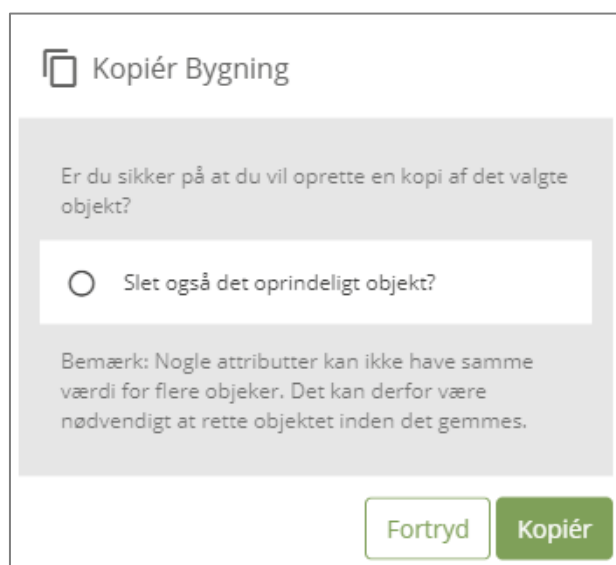 Kopiér Bygning
Er du sikker på at du vil oprette en kopi af det valgte
objekt?
Slet også det oprindeligt objekt?
Bemærk: Nogle attributter kan ikke have samme
værdi for flere objeker. Det kan derfor være
nødvendigt at rette objektet inden det gemmes.
Fortryd
Kopiér